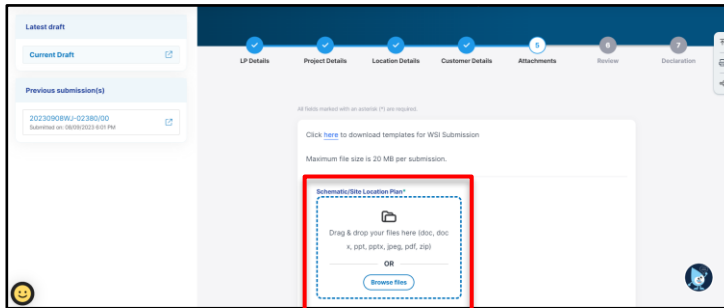 Latest draft
Current Draft
Previous submission(s)
20230908WJ-02380/00
Submitted on: 08/09/2023 6:01 PM
5
6
7
LP Details
Project Details
Location Details
Customer Details
Attachments
Review
Declaration
All fields marked with an asterisk (*) are required.
Click here to download templates for WSI Submission
Maximum file size is 20 MB per submission.
Schematic/Site Location Plan*
Drag & drop your files here (doc, doc
x, ppt, pptx, jpeg, pdf, zip)
OR
Browse files